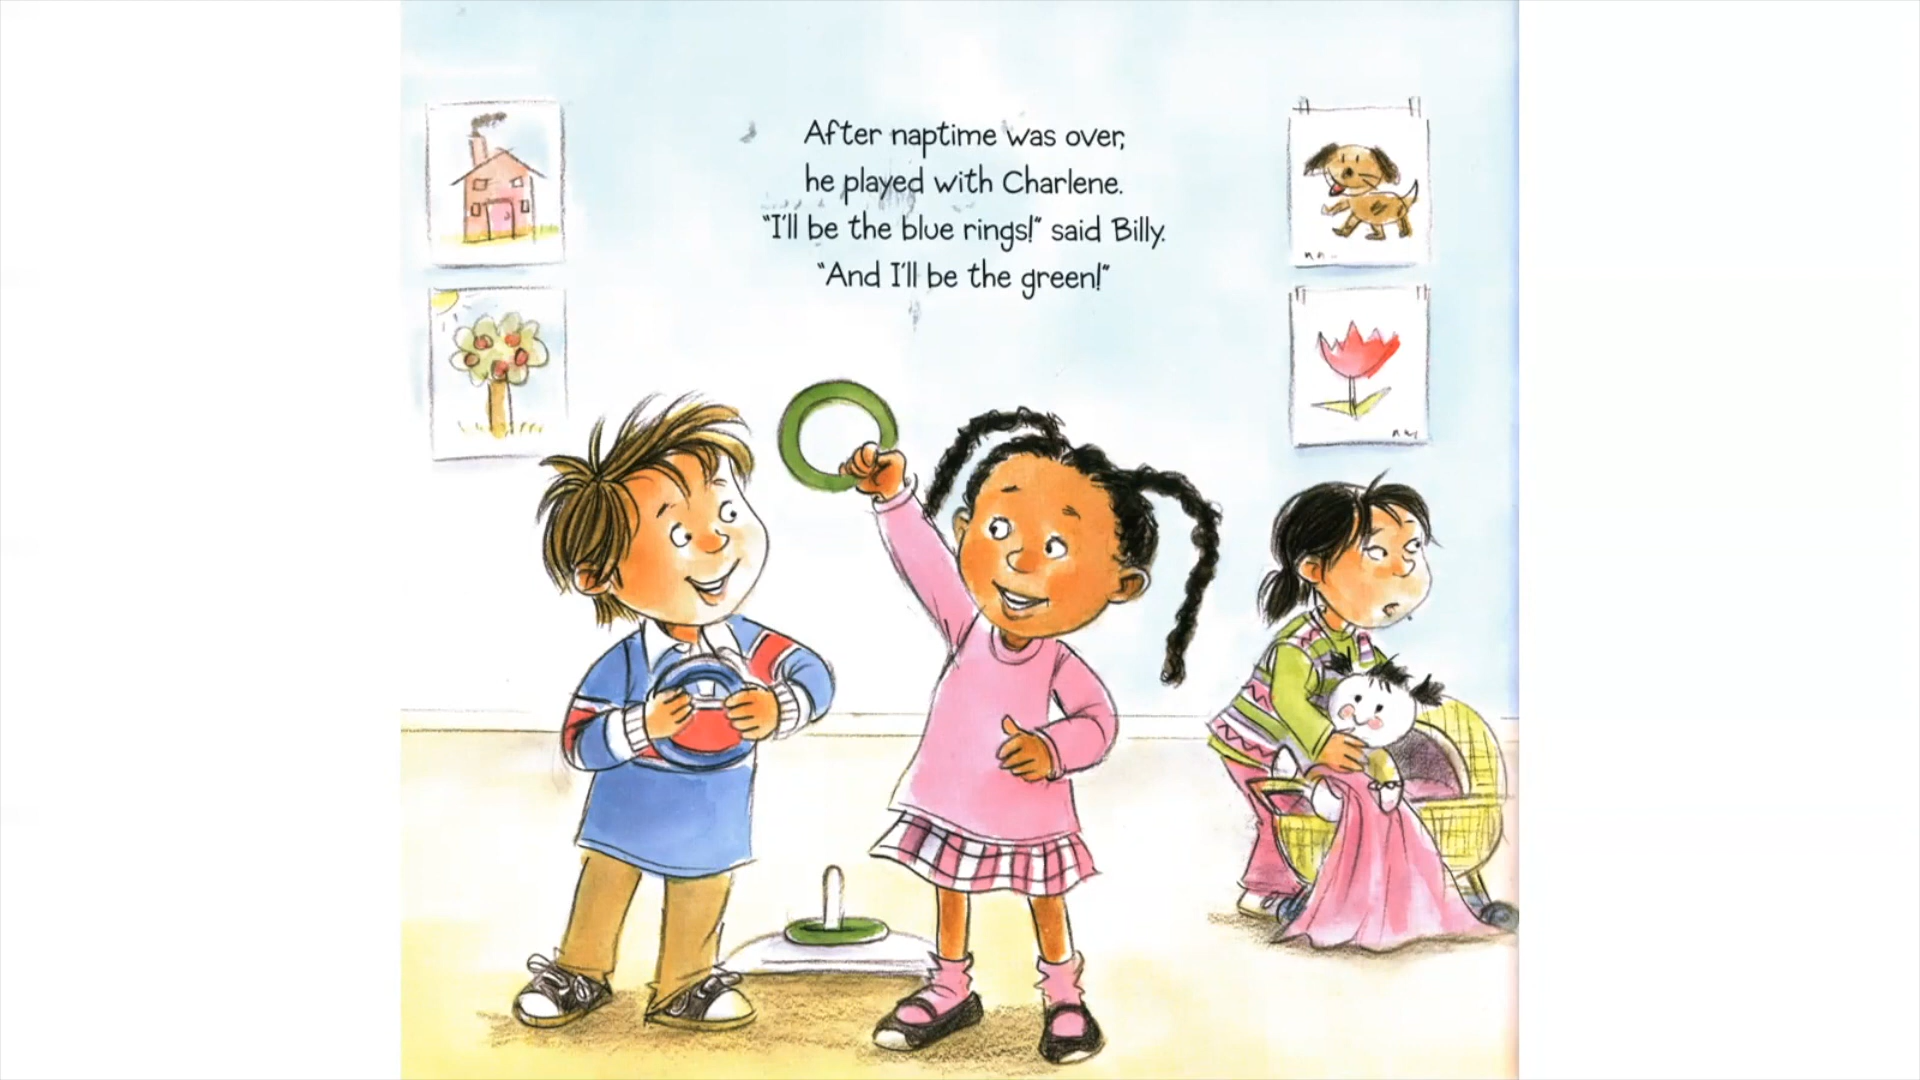 After naptime was over,
he played with Charlene.
"I'll be the blue rings!" said Billy.
"And I'll be the green!"